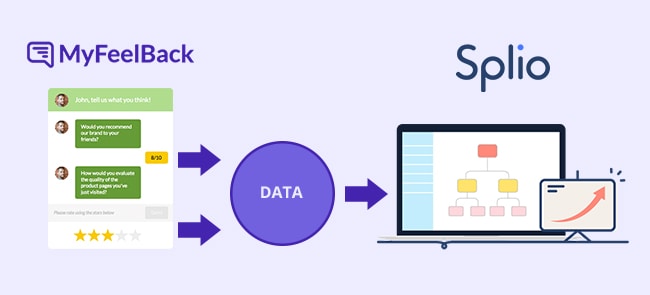 MyFeelBack
Splio
John, tell us what you think!
Would you recommend
our brand to your
friends?
8/10
How would you evaluate
the quality of the
product pages you've
just visited?
Please rate using the stars below
DATA